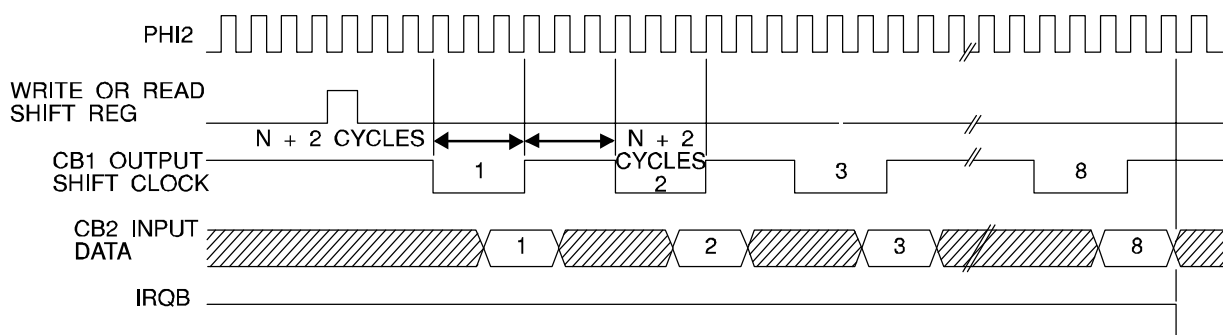 PHI2
WRITE OR READ
SHIFT REG
N + 2 CYCLES
N + 2
CYCLES
CB1 OUTPUT
SHIFT CLOCK
1
2
3
8
CB2 INPUT
DATA
1
2
3
8
IRQB